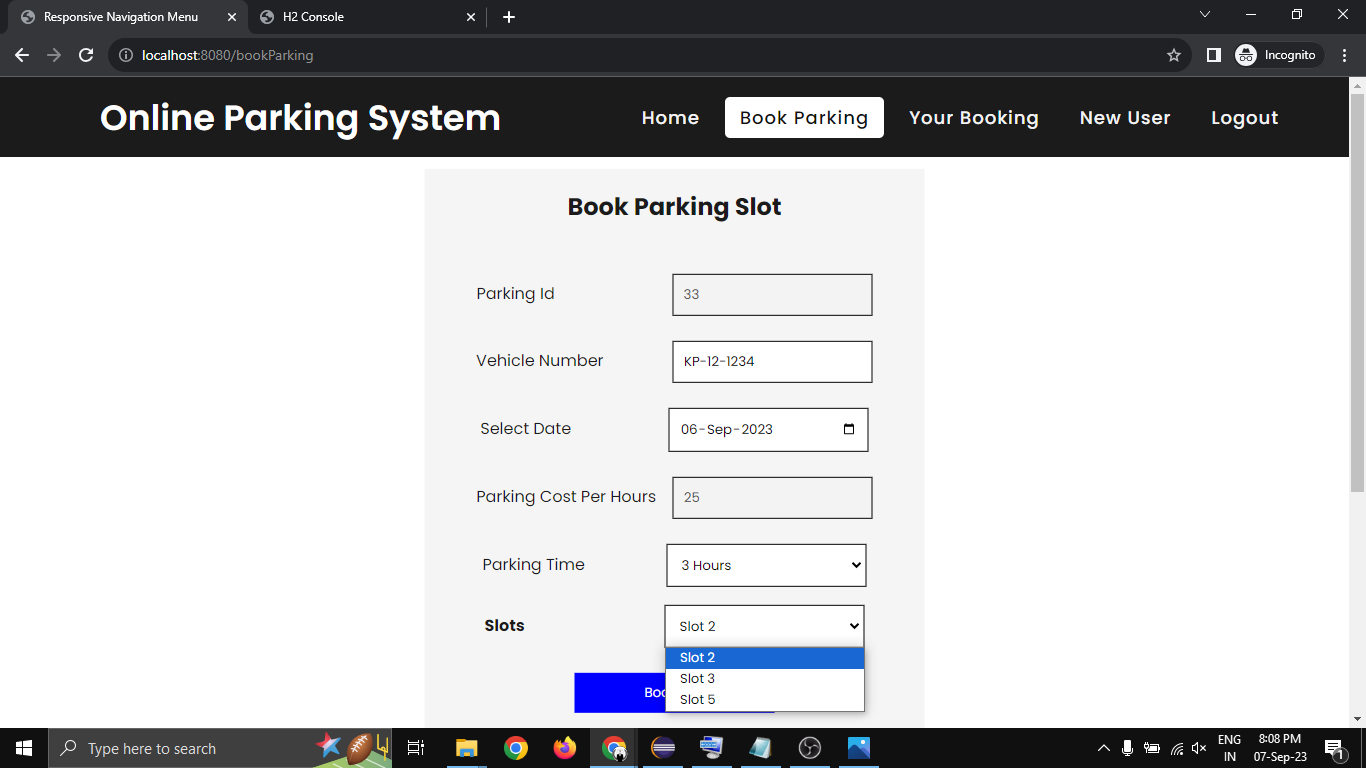 Responsive Navigation Menu
H2 Console
localhost:8080/bookParking
Incognito
Online Parking System
Home
Book Parking
Your Booking
New User
Logout
Book Parking Slot
Parking Id
33
Vehicle Number
KP-12-1234
Select Date
06-Sep-2023
Parking Cost Per Hours
25
Parking Time
3 Hours
Slots
Slot 2
Slot 2
Slot 3
Slot 5
Type here to search
ENG
IN
8:08 PM
07-Sep-23
1